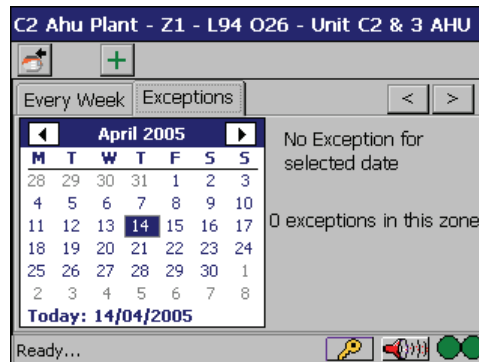 C2 Ahu Plant - Z1 - L94 O26 - Unit C2 & 3 AHU
Every Week Exceptions < >
April 2005
M T W T F S S
28 29 30 31 1 2 3
4 5 6 7 8 9 10
11 12 13 14 15 16 17
18 19 20 21 22 23 24
25 26 27 28 29 30 1
2 3 4 5 6 7 8
Today: 14/04/2005
No Exception for
selected date
0 exceptions in this zone
Ready...